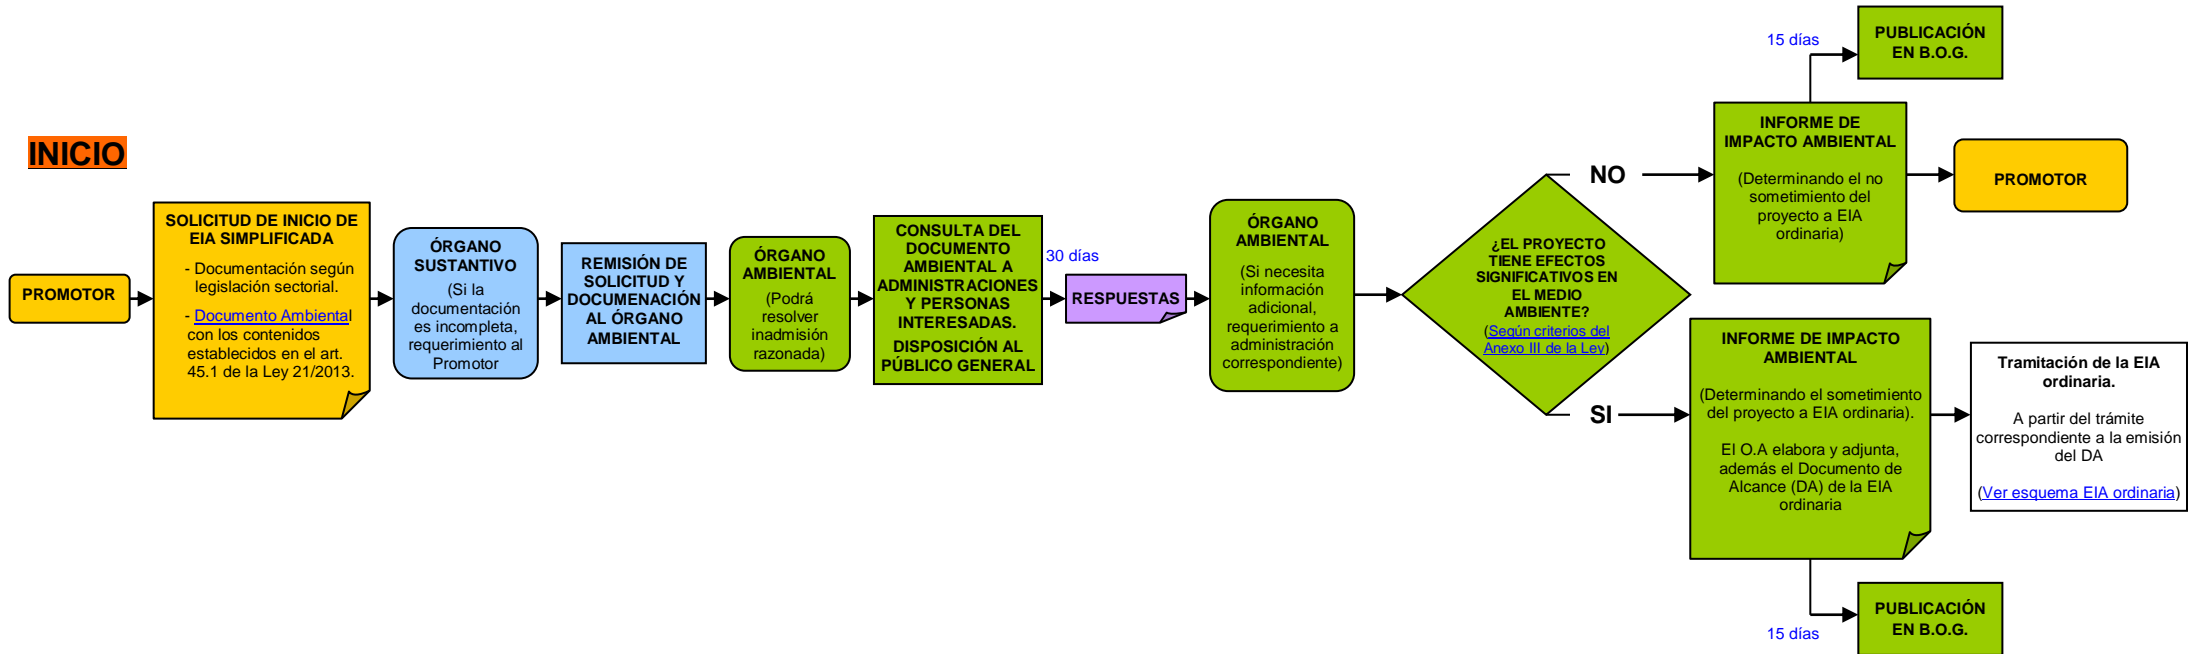 INICIO
PROMOTOR
SOLICITUD DE INICIO DE
EIA SIMPLIFICADA
- Documentación según
legislación sectorial.
- Documento Ambiental
con los contenidos
establecidos en el art.
45.1 de la Ley 21/2013.
ÓRGANO
SUSTANTIVO
(Si la
documentación
es incompleta,
requerimiento al
Promotor
REMISIÓN DE
SOLICITUD Y
DOCUMENACIÓN
AL ÓRGANO
AMBIENTAL
ÓRGANO
AMBIENTAL
(Podrá
resolver
inadmisión
razonada)
CONSULTA DEL
DOCUMENTO
AMBIENTAL A
ADMINISTRACIONES
Y PERSONAS
INTERESADAS.
DISPOSICIÓN AL
PÚBLICO GENERAL
30 días
RESPUESTAS
ÓRGANO
AMBIENTAL
(Si necesita
información
adicional,
requerimiento a
administración
correspondiente)
¿EL PROYECTO
TIENE EFECTOS
SIGNIFICATIVOS EN
EL MEDIO
AMBIENTE?
(Según criterios del
Anexo III de la Ley)
NO
INFORME DE
IMPACTO AMBIENTAL
(Determinando el no
sometimiento del
proyecto a EIA
ordinaria)
15 días
PUBLICACIÓN
EN B.O.G.
PROMOTOR
SI
INFORME DE IMPACTO
AMBIENTAL
(Determinando el sometimiento
del proyecto a EIA ordinaria).
El O.A elabora y adjunta,
además el Documento de
Alcance (DA) de la EIA
ordinaria
Tramitación de la EIA
ordinaria.
A partir del trámite
correspondiente a la emisión
del DA
(Ver esquema EIA ordinaria)
15 días
PUBLICACIÓN
EN B.O.G.